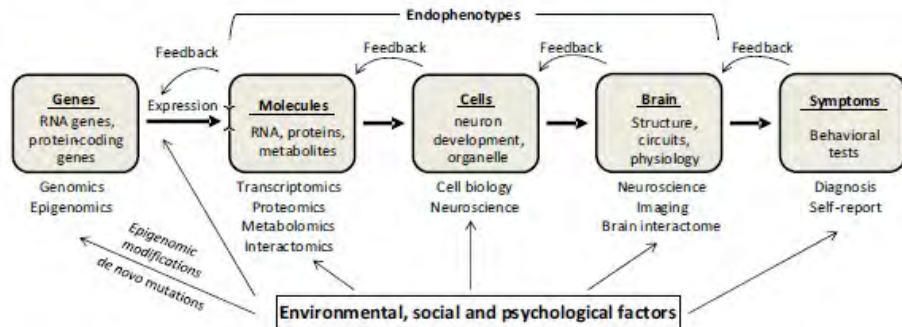 Endophenotypes
Feedback
Feedback
Feedback
Feedback
Genes
RNA genes,
protein-coding
genes
Expression
Molecules
RNA, proteins,
metabolites
Cells
neuron
development,
organelle
Brain
Structure,
circuits,
physiology
Symptoms
Behavioral
tests
Genomics
Epigenomics
Transcriptomics
Proteomics
Metabolomics
Interactomics
Cell biology
Neuroscience
Neuroscience
Imaging
Brain interactome
Diagnosis
Self-report
Epigenomic
modifications
de novo mutations
Environmental, social and psychological factors